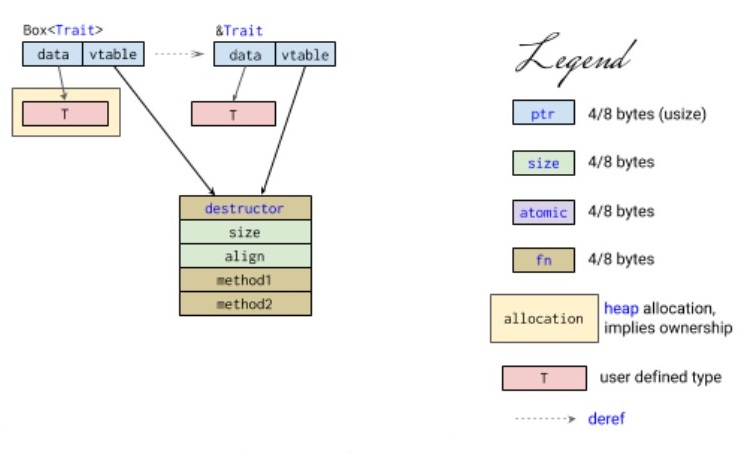 Box<Trait>
data vtable
T
&Trait
data vtable
T
destructor
size
align
method1
method2
Legend
ptr 4/8 bytes (usize)
size 4/8 bytes
atomic 4/8 bytes
fn 4/8 bytes
allocation
heap allocation,
implies ownership
T user defined type
deref